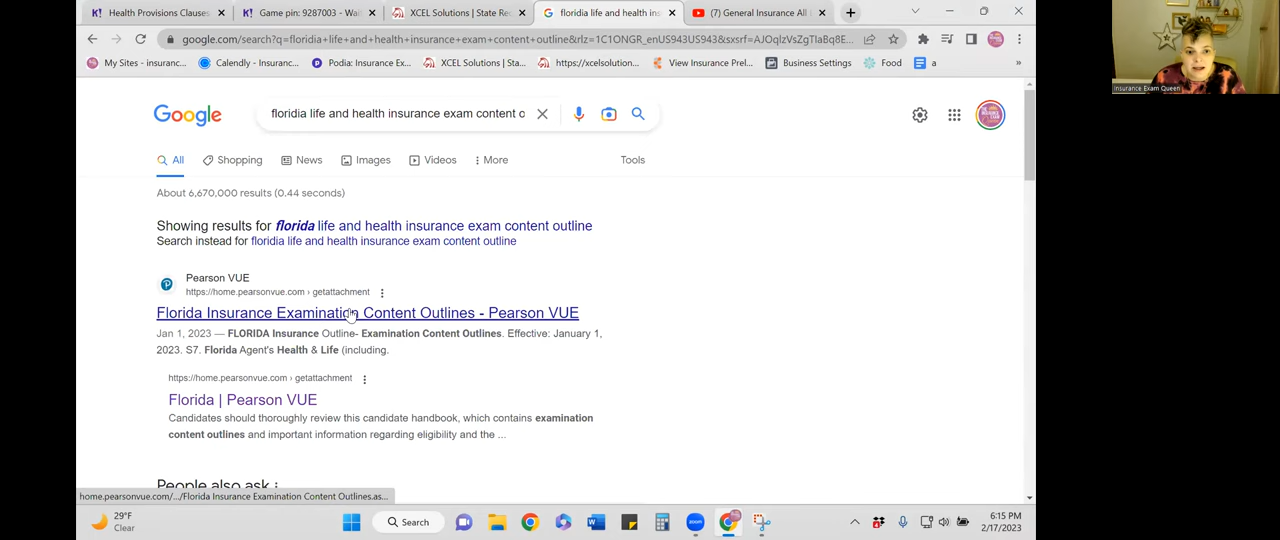 Health Provisions Clauses
Game pin: 9287003 - Wai
XCEL Solutions | State Re
floridia life and health ins
(7) General Insurance All
google.com/search?q=floridia+life+and+health+insurance+exam+content+outline&rlz=1C1ONGR_enUS943US943&sxsrf=AJOqlzVsZgTIaBq8E...
My Sites - insuranc...
Calendly - Insuranc...
Podia: Insurance Ex...
XCEL Solutions | Sta...
https://xcelsolution...
View Insurance Prel...
Business Settings
Food
a
Insurance Exam Queen
Google
floridia life and health insurance exam content o
All
Shopping
News
Images
Videos
More
Tools
About 6,670,000 results (0.44 seconds)
Showing results for florida life and health insurance exam content outline
Search instead for floridia life and health insurance exam content outline
Pearson VUE
https://home.pearsonvue.com › getattachment
Florida Insurance Examination Content Outlines - Pearson VUE
Jan 1, 2023 — FLORIDA Insurance Outline- Examination Content Outlines. Effective: January 1,
2023. S7. Florida Agent's Health & Life (including.
https://home.pearsonvue.com › getattachment
Florida | Pearson VUE
Candidates should thoroughly review this candidate handbook, which contains examination
content outlines and important information regarding eligibility and the ...
People also ask
home.pearsonvue.com/.../Florida Insurance Examination Content Outlines.as...
29°F
Clear
Search
6:15 PM
2/17/2023